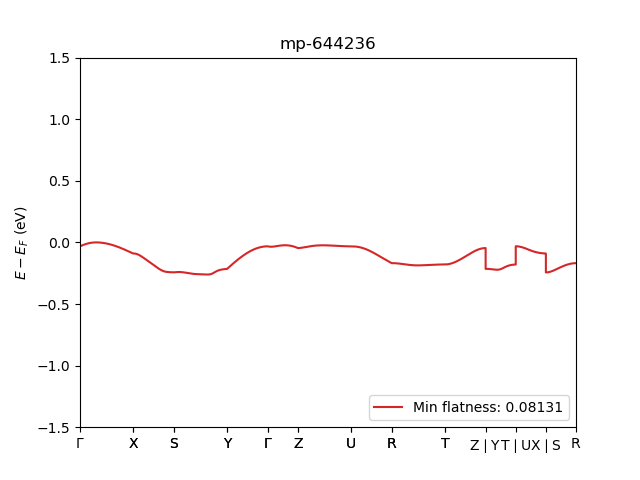 mp-644236
E − E_F (eV)
1.5
1.0
0.5
0.0
−0.5
−1.0
−1.5
Min flatness: 0.08131
Γ X S Y Γ Z U R T Z | Y T | U X | S R